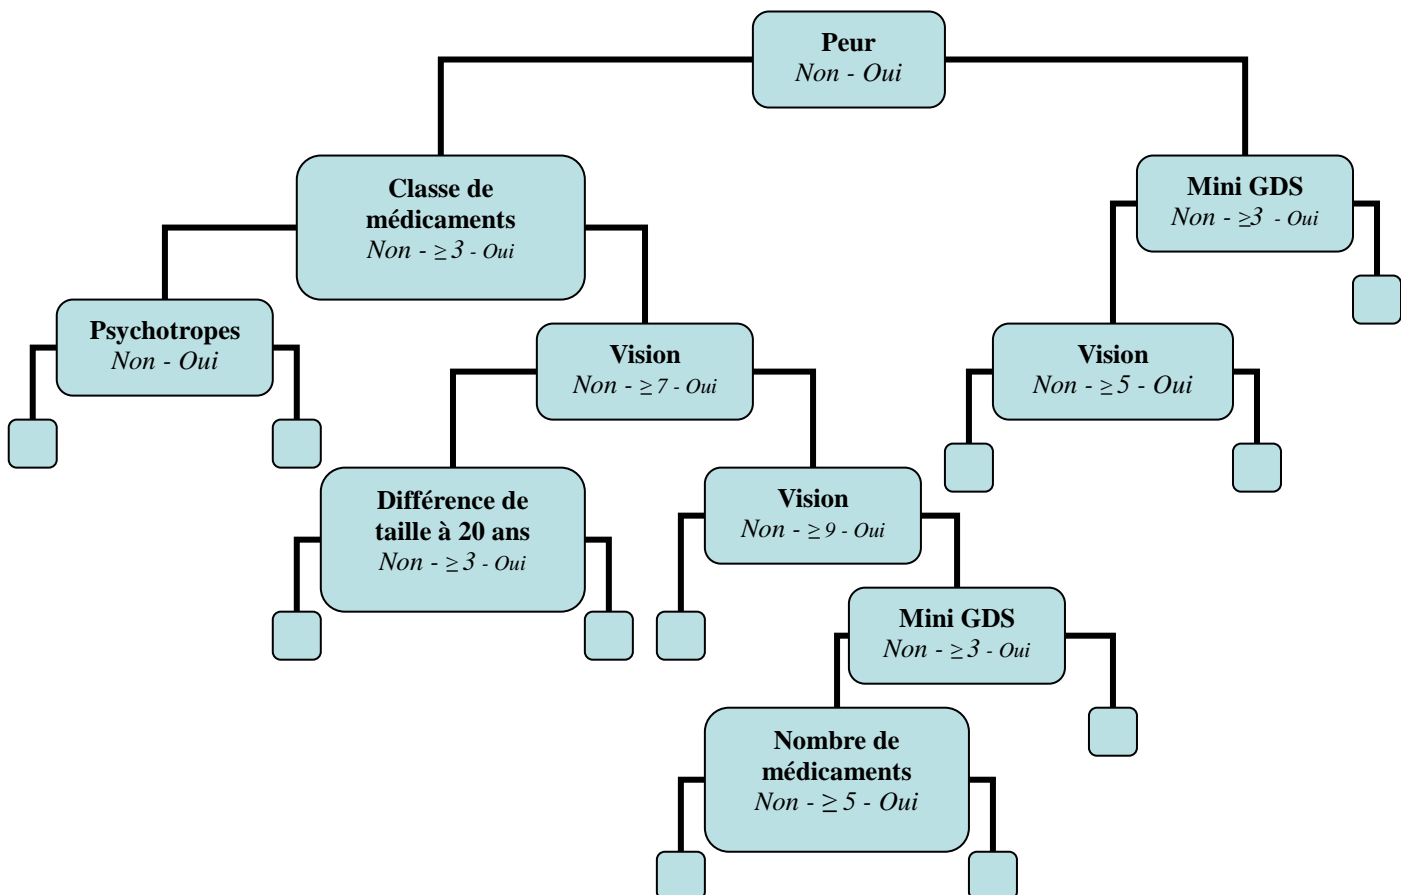 Peur
Non - Oui
Classe de
médicaments
Non - ≥ 3 - Oui
Mini GDS
Non - ≥3 - Oui
Psychotropes
Non - Oui
Vision
Non - ≥ 7 - Oui
Vision
Non - ≥ 5 - Oui
Différence de
taille à 20 ans
Non - ≥ 3 - Oui
Vision
Non - ≥ 9 - Oui
Mini GDS
Non - ≥ 3 - Oui
Nombre de
médicaments
Non - ≥ 5 - Oui